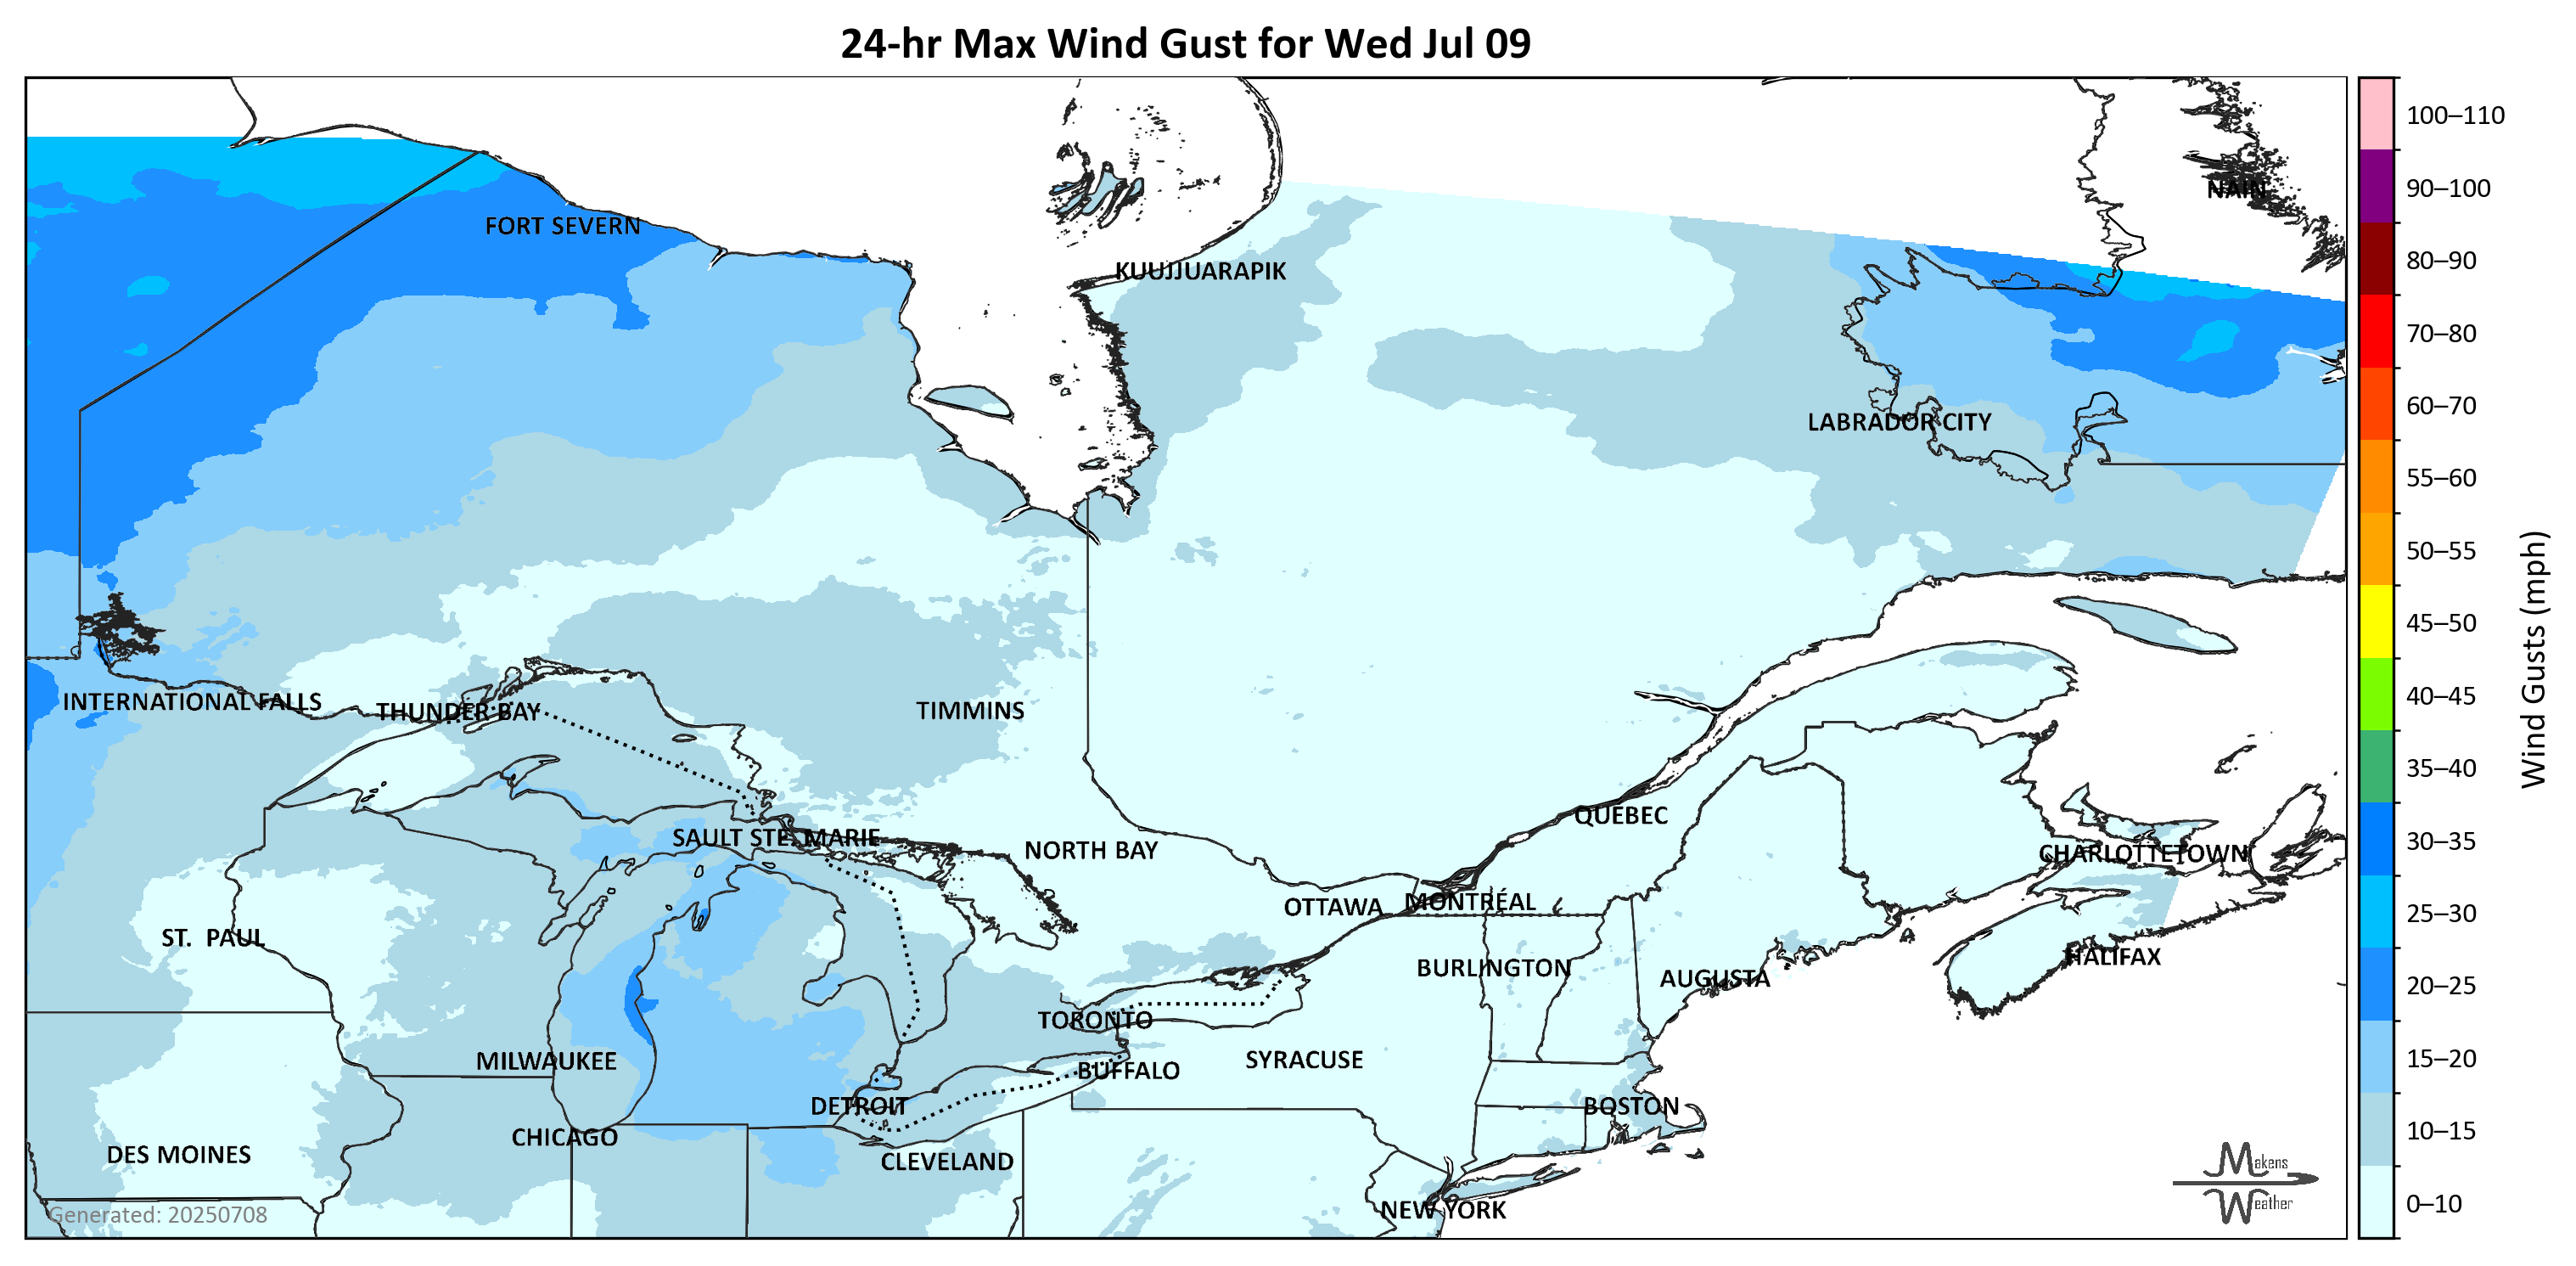 24-hr Max Wind Gust for Wed Jul 09
100–110
90–100
NAIN
FORT SEVERN
80–90
KUUJJUARAPIK
70–80
60–70
LABRADOR CITY
55–60
50–55
45–50
Wind Gusts (mph)
INTERNATIONAL FALLS
THUNDER BAY
TIMMINS
40–45
35–40
QUEBEC
SAULT STE. MARIE
NORTH BAY
CHARLOTTETOWN
30–35
OTTAWA
MONTRÉAL
25–30
ST. PAUL
HALIFAX
BURLINGTON
AUGUSTA
20–25
TORONTO
MILWAUKEE
SYRACUSE
BUFFALO
15–20
DETROIT
BOSTON
CHICAGO
10–15
DES MOINES
CLEVELAND
Makens
Weather
0–10
NEW YORK
Generated: 20250708